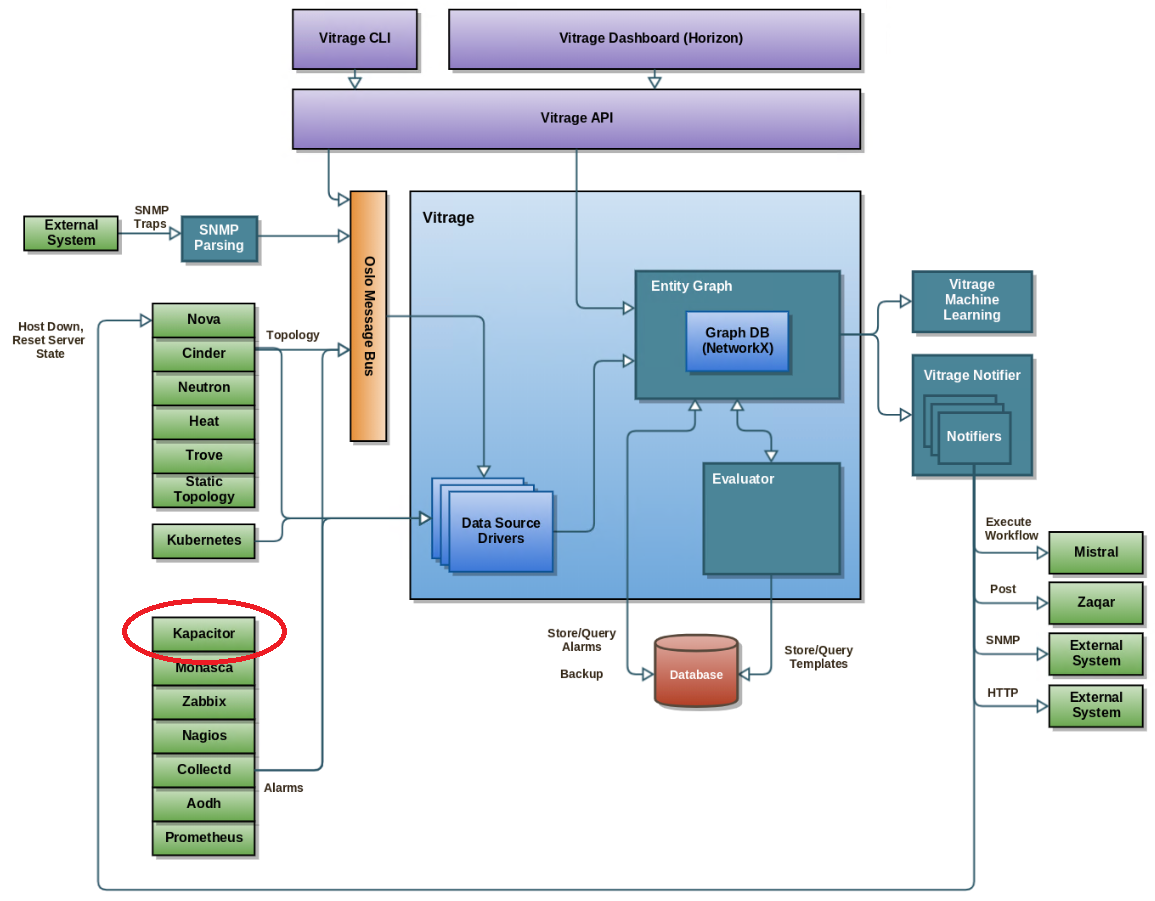 Vitrage CLI
Vitrage Dashboard (Horizon)
Vitrage API
External
System
SNMP
Traps
SNMP
Parsing
Oslo Message Bus
Vitrage
Entity Graph
Graph DB
(NetworkX)
Vitrage
Machine
Learning
Host Down,
Reset Server
State
Nova
Cinder
Neutron
Heat
Trove
Static
Topology
Topology
Kubernetes
Data Source
Drivers
Evaluator
Vitrage Notifier
Notifiers
Execute
Workflow
Mistral
Post
Zaqar
SNMP
External
System
HTTP
External
System
Store/Query
Alarms
Backup
Database
Store/Query
Templates
Kapacitor
Monasca
Zabbix
Nagios
Collectd
Alarms
Aodh
Prometheus